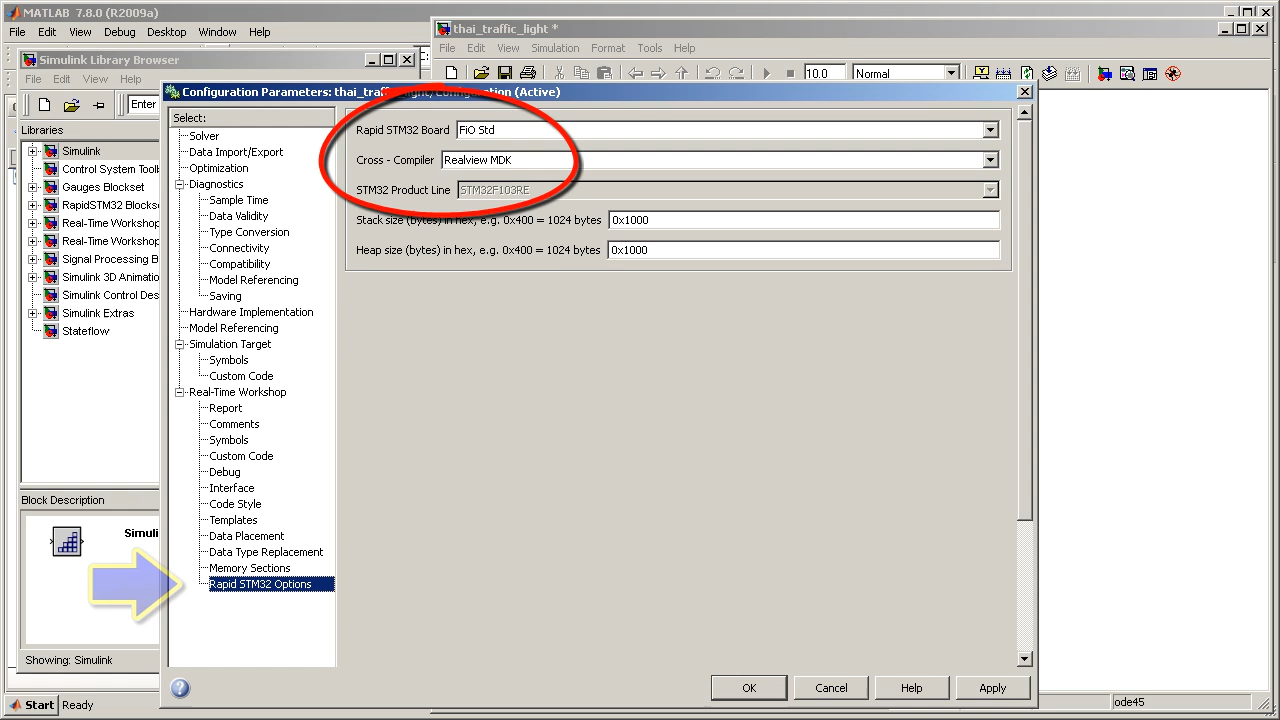 MATLAB 7.8.0 (R2009a)
File Edit View Debug Desktop Window Help
thai_traffic_light *
File Edit View Simulation Format Tools Help
10.0 Normal
Simulink Library Browser
File Edit View Help
Enter
Libraries
Simulink
Control System Toolk
Gauges Blockset
RapidSTM32 Blockse
Real-Time Workshop
Real-Time Workshop
Signal Processing B
Simulink 3D Animatio
Simulink Control Des
Simulink Extras
Stateflow
Block Description
Simuli
Showing: Simulink
Configuration Parameters: (Active)
Select:
Solver
Data Import/Export
Optimization
Diagnostics
Sample Time
Data Validity
Type Conversion
Connectivity
Compatibility
Model Referencing
Saving
Hardware Implementation
Model Referencing
Simulation Target
Symbols
Custom Code
Real-Time Workshop
Report
Comments
Symbols
Custom Code
Debug
Interface
Code Style
Templates
Data Placement
Data Type Replacement
Memory Sections
Rapid STM32 Options
Rapid STM32 Board FiO Std
Cross - Compiler Realview MDK
STM32 Product Line STM32F103RE
Stack size (bytes) in hex, e.g. 0x400 = 1024 bytes 0x1000
Heap size (bytes) in hex, e.g. 0x400 = 1024 bytes 0x1000
OK Cancel Help Apply
Start Ready
ode45